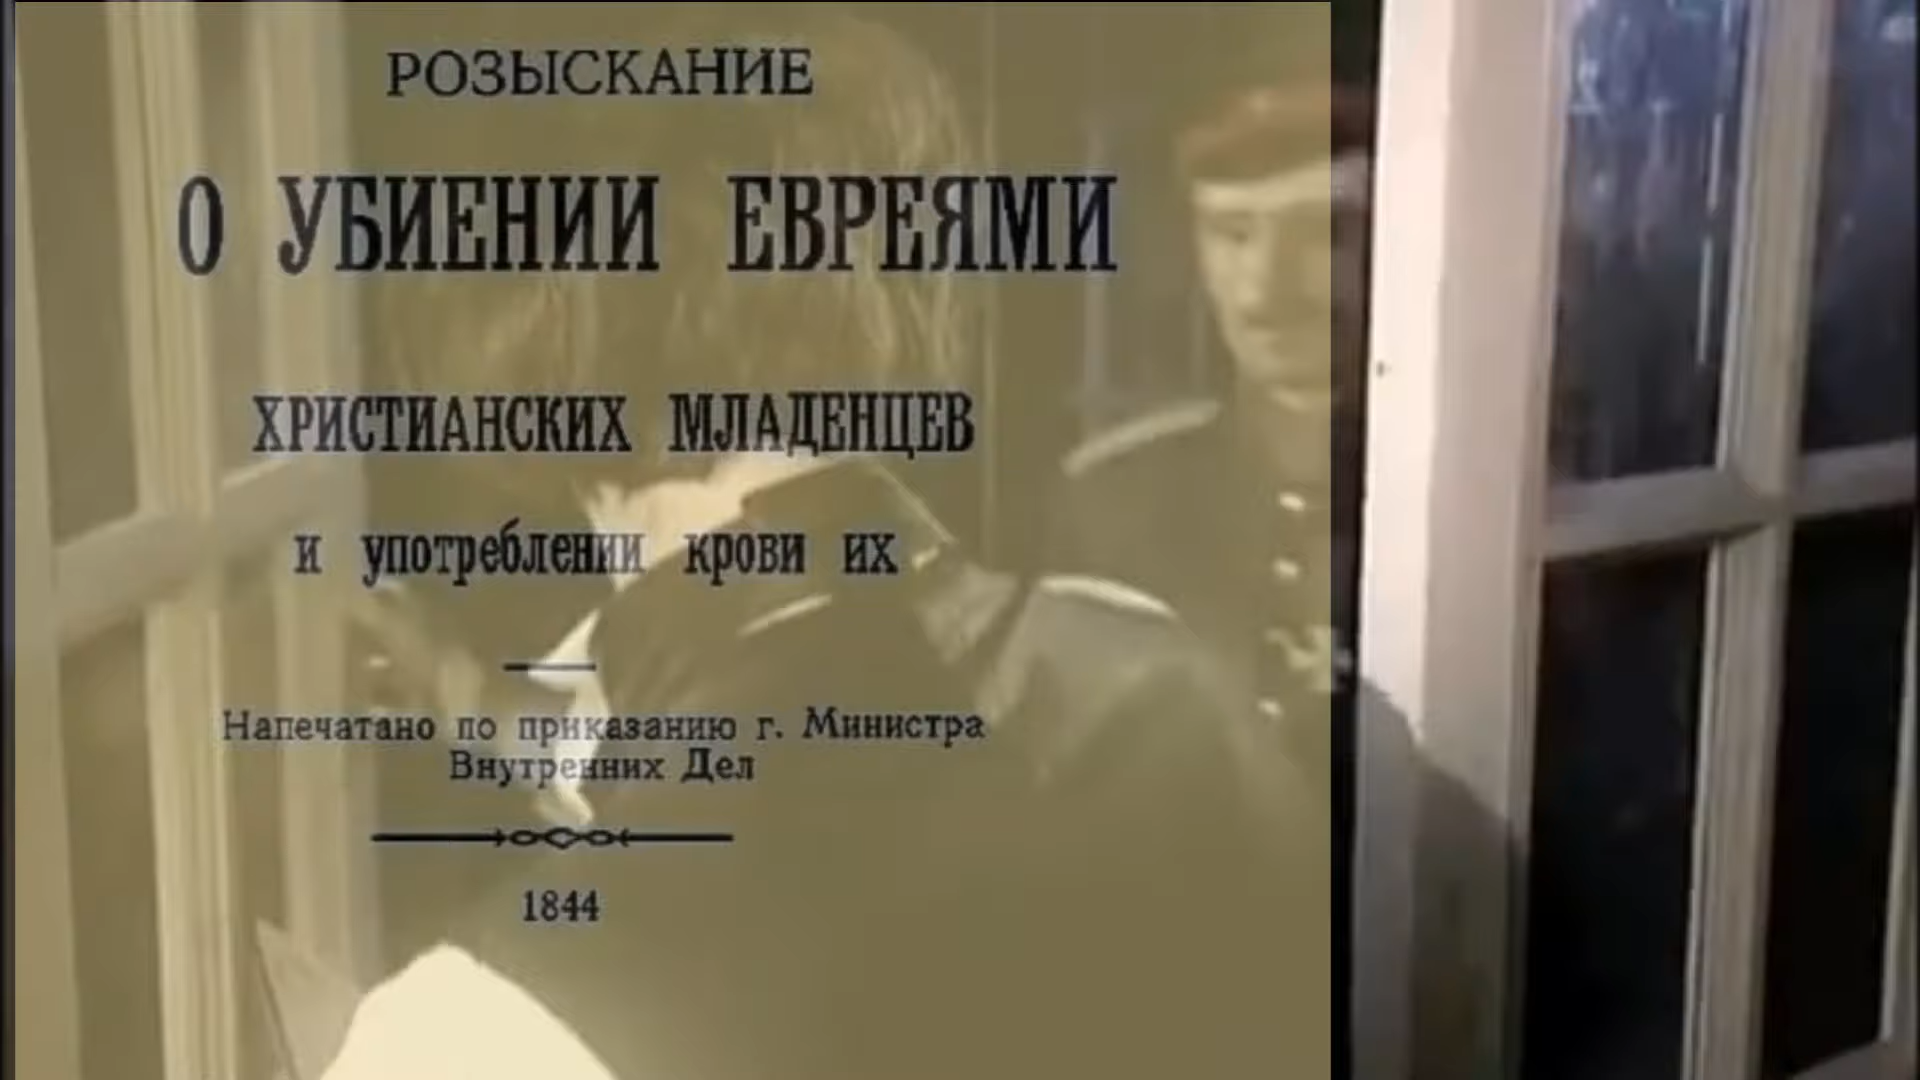 РОЗЫСКАНИЕ
О УБИЕНИИ ЕВРЕЯМИ
ХРИСТИАНСКИХ МЛАДЕНЦЕВ
и употреблении крови их
Напечатано по приказанию г. Министра
Внутренних Дел
1844